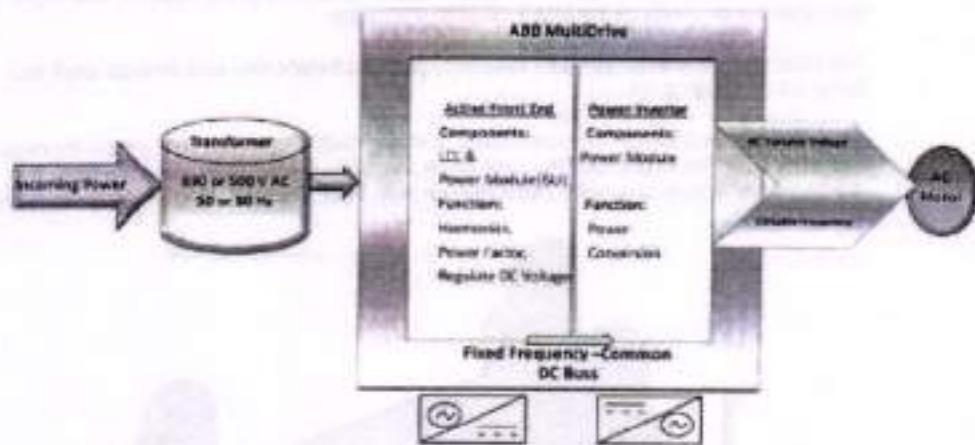 ABB MultiDrive
Active Front End
Components:
LCL &
Power Module(ISU)
Function:
Harmonics,
Power Factor,
Regulate DC Voltage
Power Inverter
Components:
Power Module
Function:
Power
Conversion
Incoming Power
Transformer
690 or 500 V AC
50 or 60 Hz
AC Variable Voltage
Variable Frequency
AC
Motor
Fixed Frequency –Common
DC Buss